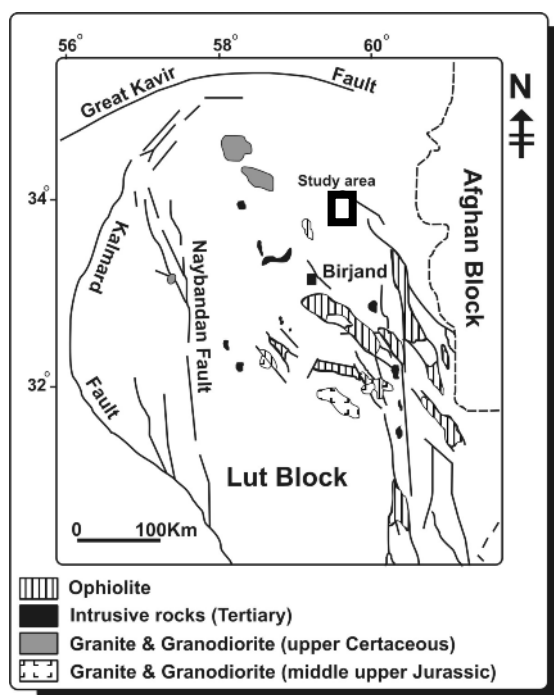 56° 58° 60°
Great Kavir Fault
N
Study area
34°
Afghan Block
Kalmard Fault
Naybandan Fault
Birjand
32°
Lut Block
0 100Km
Ophiolite
Intrusive rocks (Tertiary)
Granite & Granodiorite (upper Certaceous)
Granite & Granodiorite (middle upper Jurassic)